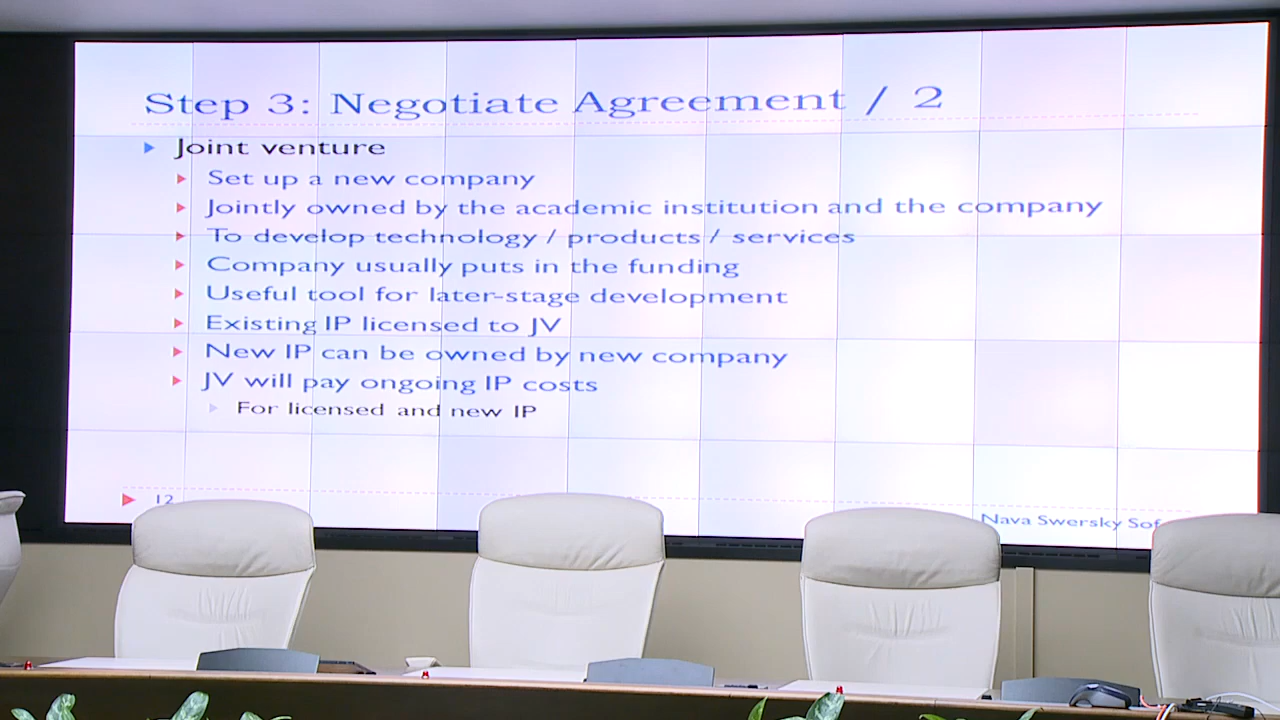 Step 3: Negotiate Agreement / 2
Joint venture
Set up a new company
Jointly owned by the academic institution and the company
To develop technology / products / services
Company usually puts in the funding
Useful tool for later-stage development
Existing IP licensed to JV
New IP can be owned by new company
JV will pay ongoing IP costs
For licensed and new IP
12
Nava Swersky